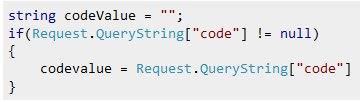 string codeValue = "";
if(Request.QueryString["code"] != null)
{
    codevalue = Request.QueryString["code"]
}